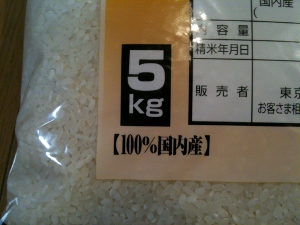 国内産
内容量
精米年月日
販売者
東京
お客さま相
5
kg
【100%国内産】